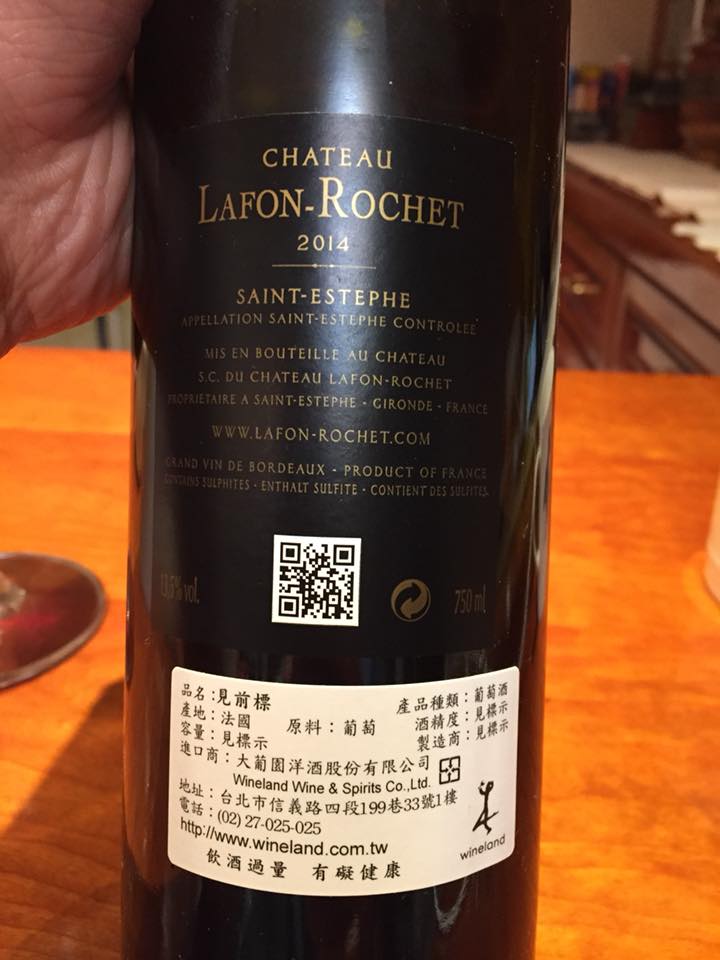 CHATEAU
LAFON-ROCHET
2014
SAINT-ESTEPHE
APPELLATION SAINT-ESTEPHE CONTROLEE
MIS EN BOUTEILLE AU CHATEAU
S.C. DU CHATEAU LAFON-ROCHET
PROPRIETAIRE A SAINT-ESTEPHE - GIRONDE - FRANCE
WWW.LAFON-ROCHET.COM
GRAND VIN DE BORDEAUX - PRODUCT OF FRANCE
CONTAINS SULPHITES - ENTHALT SULFITE - CONTIENT DES SULFITES
13,5% vol.
750 ml
品名:見前標 產品種類:葡萄酒
產地:法國 原料:葡萄 酒精度:見標示
容量:見標示 製造商:見標示
進口商:大葡園洋酒股份有限公司
Wineland Wine & Spirits Co.,Ltd.
地址:台北市信義路四段199巷33號1樓
電話:(02) 27-025-025
http://www.wineland.com.tw
wineland
飲酒過量 有礙健康